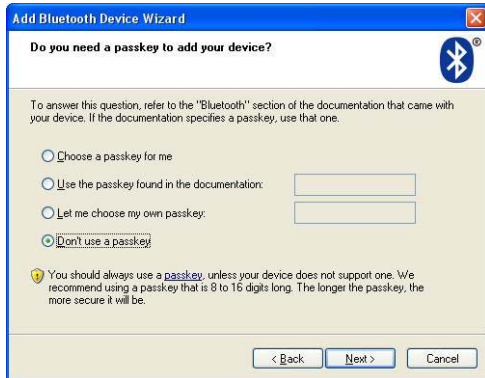 Add Bluetooth Device Wizard
Do you need a passkey to add your device?
®
To answer this question, refer to the "Bluetooth" section of the documentation that came with
your device. If the documentation specifies a passkey, use that one.
Choose a passkey for me
Use the passkey found in the documentation:
Let me choose my own passkey:
Don't use a passkey
You should always use a passkey, unless your device does not support one. We
recommend using a passkey that is 8 to 16 digits long. The longer the passkey, the
more secure it will be.
< Back Next > Cancel